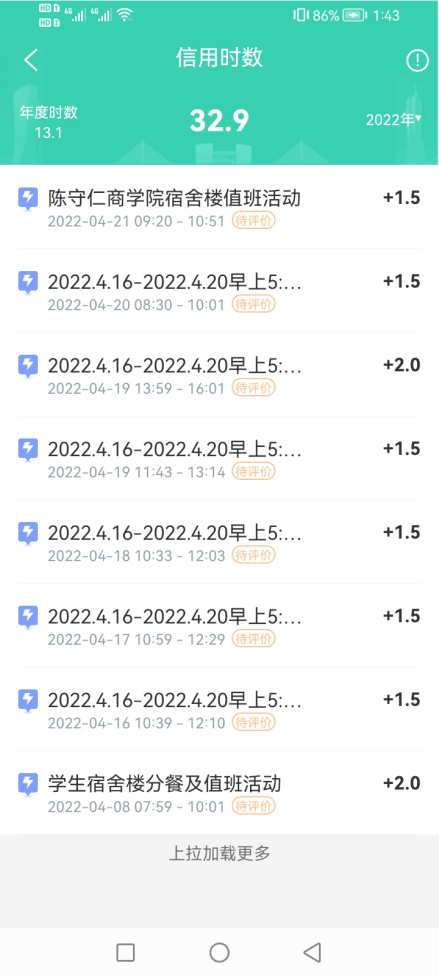 HD 1 4G 4G 86% 1:43
HD 2
信用时数
年度时数
13.1
32.9
2022年
陈守仁商学院宿舍楼值班活动 +1.5
2022-04-21 09:20 - 10:51 待评价
2022.4.16-2022.4.20早上5:... +1.5
2022-04-20 08:30 - 10:01 待评价
2022.4.16-2022.4.20早上5:... +2.0
2022-04-19 13:59 - 16:01 待评价
2022.4.16-2022.4.20早上5:... +1.5
2022-04-19 11:43 - 13:14 待评价
2022.4.16-2022.4.20早上5:... +1.5
2022-04-18 10:33 - 12:03 待评价
2022.4.16-2022.4.20早上5:... +1.5
2022-04-17 10:59 - 12:29 待评价
2022.4.16-2022.4.20早上5:... +1.5
2022-04-16 10:39 - 12:10 待评价
学生宿舍楼分餐及值班活动 +2.0
2022-04-08 07:59 - 10:01 待评价
上拉加载更多